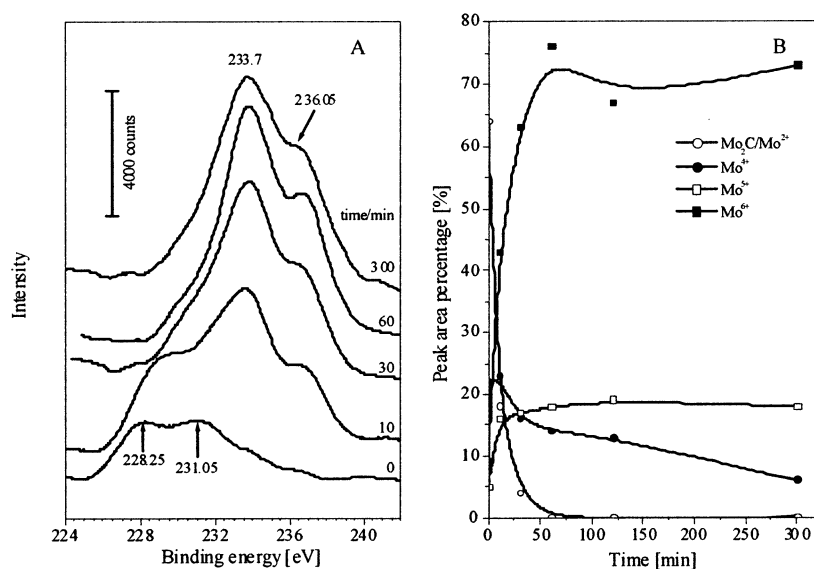 A
233.7
236.05
4000 counts
time/min
300
60
30
10
0
228.25
231.05
Intensity
224 228 232 236 240
Binding energy [eV]
B
80
70
60
50
40
30
20
10
0
Mo₂C/Mo²⁺
Mo⁴⁺
Mo⁵⁺
Mo⁶⁺
Peak area percentage [%]
0 50 100 150 200 250 300
Time [min]